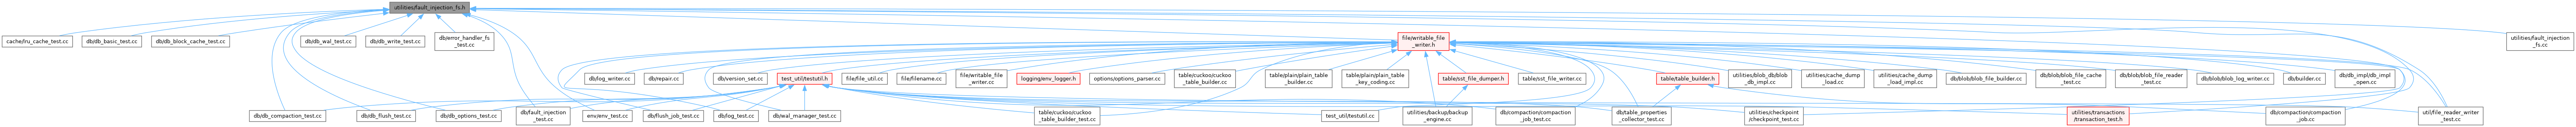 utilities/fault_injection_fs.h
cache/lru_cache_test.cc
db/db_basic_test.cc
db/db_block_cache_test.cc
db/db_wal_test.cc
db/db_write_test.cc
db/error_handler_fs
_test.cc
file/writable_file
_writer.h
utilities/fault_injection
_fs.cc
db/log_writer.cc
db/repair.cc
db/version_set.cc
test_util/testutil.h
file/file_util.cc
file/filename.cc
file/writable_file
_writer.cc
logging/env_logger.h
options/options_parser.cc
table/cuckoo/cuckoo
_table_builder.cc
table/plain/plain_table
_builder.cc
table/plain/plain_table
_key_coding.cc
table/sst_file_dumper.h
table/sst_file_writer.cc
table/table_builder.h
utilities/blob_db/blob
_db_impl.cc
utilities/cache_dump
_load.cc
utilities/cache_dump
_load_impl.cc
db/blob/blob_file_builder.cc
db/blob/blob_file_cache
_test.cc
db/blob/blob_file_reader
_test.cc
db/blob/blob_log_writer.cc
db/builder.cc
db/db_impl/db_impl
_open.cc
db/db_compaction_test.cc
db/db_flush_test.cc
db/db_options_test.cc
db/fault_injection
_test.cc
env/env_test.cc
db/flush_job_test.cc
db/log_test.cc
db/wal_manager_test.cc
table/cuckoo/cuckoo
_table_builder_test.cc
test_util/testutil.cc
utilities/backup/backup
_engine.cc
db/compaction/compaction
_job_test.cc
db/table_properties
_collector_test.cc
utilities/checkpoint
/checkpoint_test.cc
utilities/transactions
/transaction_test.h
db/compaction/compaction
_job.cc
util/file_reader_writer
_test.cc